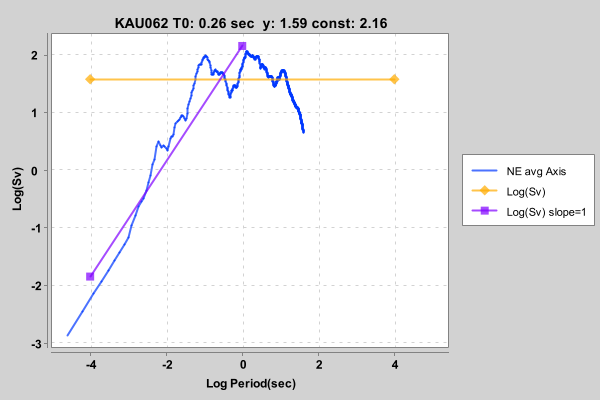 KAU062 T0: 0.26 sec  y: 1.59 const: 2.16
2
1
0
-1
-2
-3
Log(Sv)
-4
-2
0
2
4
Log Period(sec)
NE avg Axis
Log(Sv)
Log(Sv) slope=1